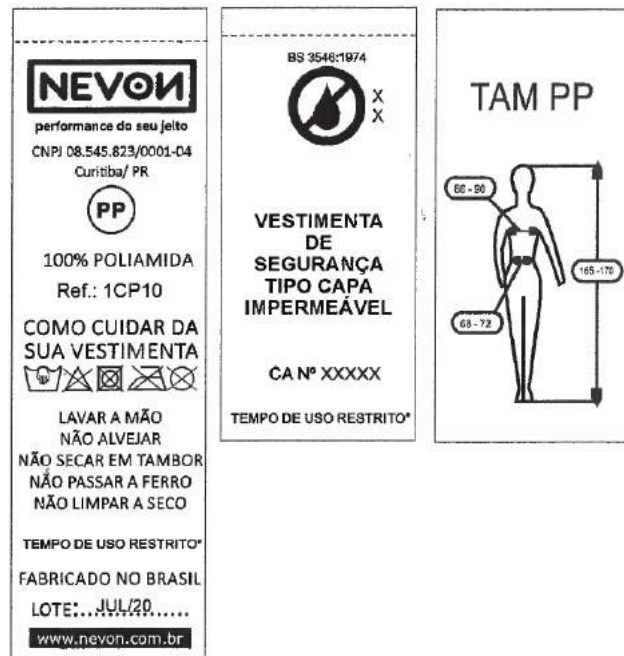 NEVON
performance do seu jeito
CNPJ 08.545.823/0001-04
Curitiba/ PR
PP
100% POLIAMIDA
Ref.: 1CP10
COMO CUIDAR DA
SUA VESTIMENTA
LAVAR A MÃO
NÃO ALVEJAR
NÃO SECAR EM TAMBOR
NÃO PASSAR A FERRO
NÃO LIMPAR A SECO
TEMPO DE USO RESTRITO*
FABRICADO NO BRASIL
LOTE:...JUL/20......
www.nevon.com.br
BS 3546:1974
X
X
VESTIMENTA
DE
SEGURANÇA
TIPO CAPA
IMPERMEÁVEL
CA Nº XXXXX
TEMPO DE USO RESTRITO*
TAM PP
86 - 90
165 -170
68 - 72